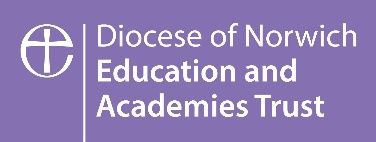 Diocese of Norwich
Education and
Academies Trust